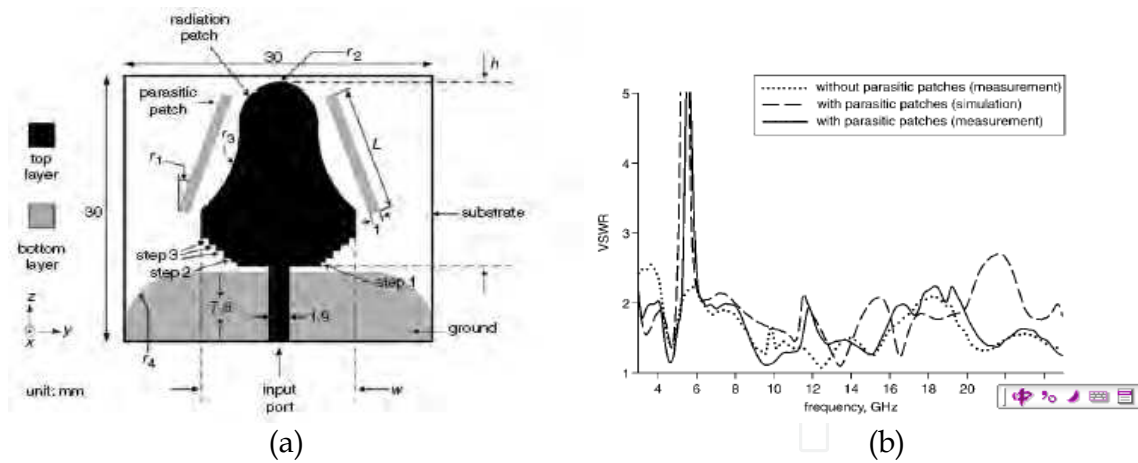 radiation
patch
r2
30
h
parasitic
patch
r3
L
r1
top
layer
1
30
substrate
bottom
layer
step 3
step 2
step 1
z
y
x
7.8
1.9
ground
r4
unit: mm
input
port
w
(a)
without parasitic patches (measurement)
with parasitic patches (simulation)
with parasitic patches (measurement)
VSWR
5
4
3
2
1
4 6 8 10 12 14 16 18 20
frequency, GHz
(b)